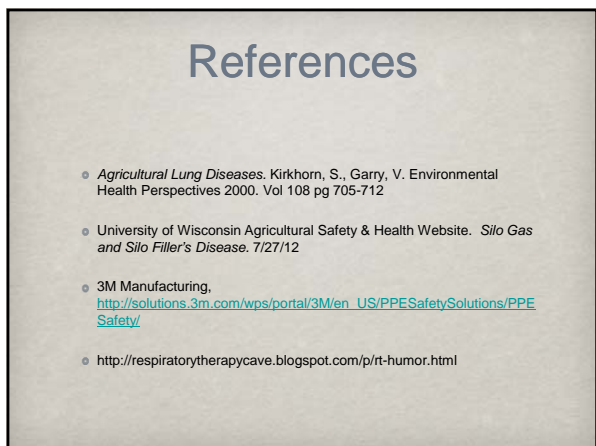 References
Agricultural Lung Diseases. Kirkhorn, S., Garry, V. Environmental
Health Perspectives 2000. Vol 108 pg 705-712
University of Wisconsin Agricultural Safety & Health Website. Silo Gas
and Silo Filler's Disease. 7/27/12
3M Manufacturing,
http://solutions.3m.com/wps/portal/3M/en_US/PPESafetySolutions/PPE
Safety/
http://respiratorytherapycave.blogspot.com/p/rt-humor.html